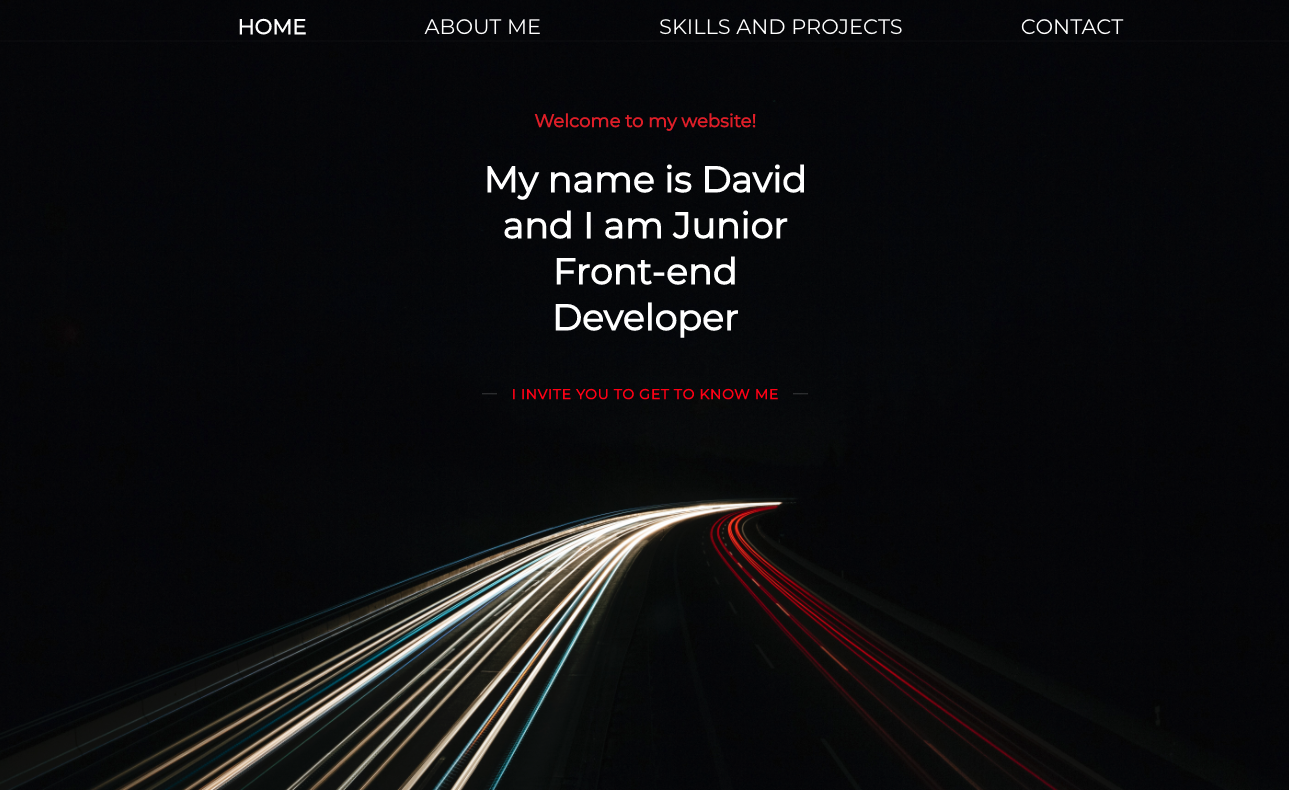 HOME ABOUT ME SKILLS AND PROJECTS CONTACT
Welcome to my website!
My name is David
and I am Junior
Front-end
Developer
I INVITE YOU TO GET TO KNOW ME